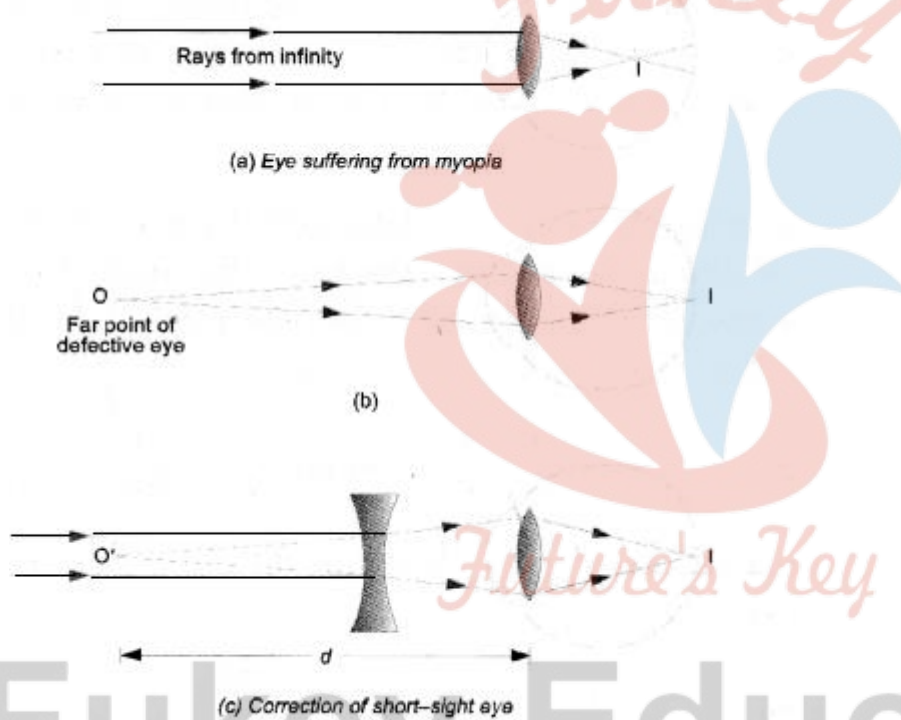 Rays from infinity
I
(a) Eye suffering from myopia
O
I
Far point of
defective eye
(b)
O'
I
Future's Key
d
(c) Correction of short–sight eye